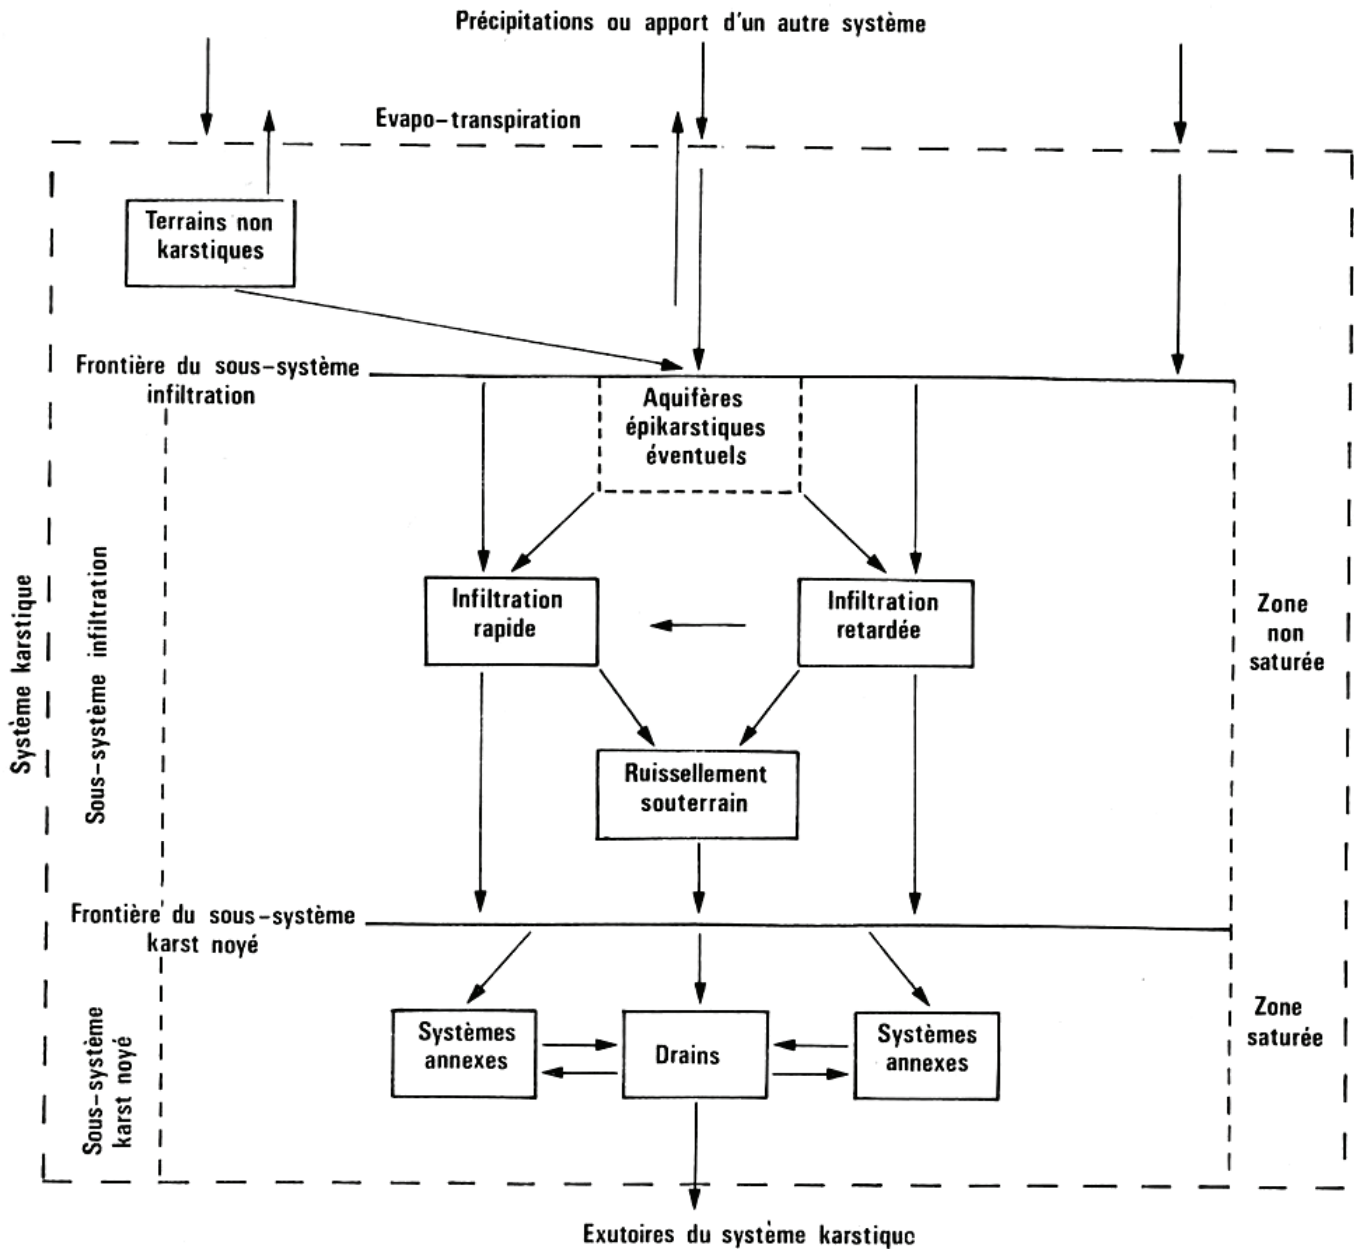 Précipitations ou apport d'un autre système
Evapo-transpiration
Terrains non
karstiques
Frontière du sous-système
infiltration
Aquifères
épikarstiques
éventuels
Infiltration
rapide
Infiltration
retardée
Zone
non
saturée
Système karstique
Sous-système infiltration
Ruissellement
souterrain
Frontière du sous-système
karst noyé
Sous-système
karst noyé
Systèmes
annexes
Drains
Systèmes
annexes
Zone
saturée
Exutoires du système karstique